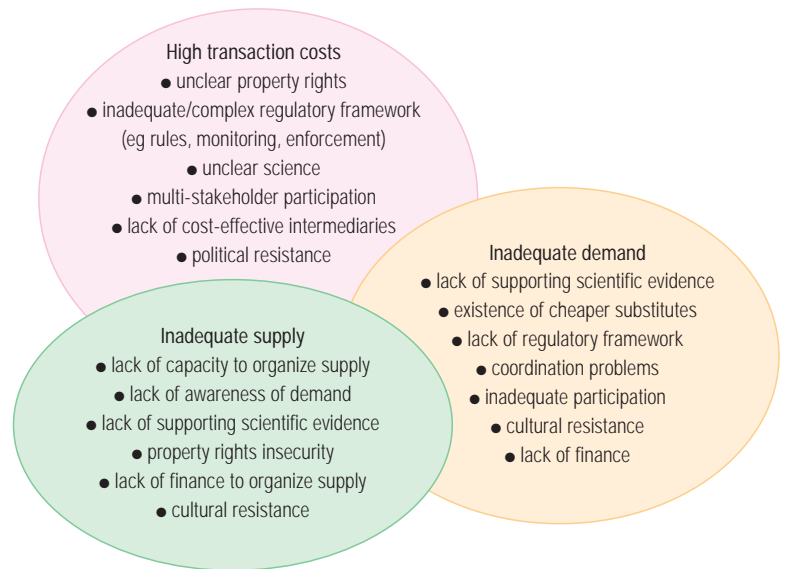 High transaction costs
● unclear property rights
● inadequate/complex regulatory framework
(eg rules, monitoring, enforcement)
● unclear science
● multi-stakeholder participation
● lack of cost-effective intermediaries
● political resistance
Inadequate demand
● lack of supporting scientific evidence
● existence of cheaper substitutes
● lack of regulatory framework
● coordination problems
● inadequate participation
● cultural resistance
● lack of finance
Inadequate supply
● lack of capacity to organize supply
● lack of awareness of demand
● lack of supporting scientific evidence
● property rights insecurity
● lack of finance to organize supply
● cultural resistance